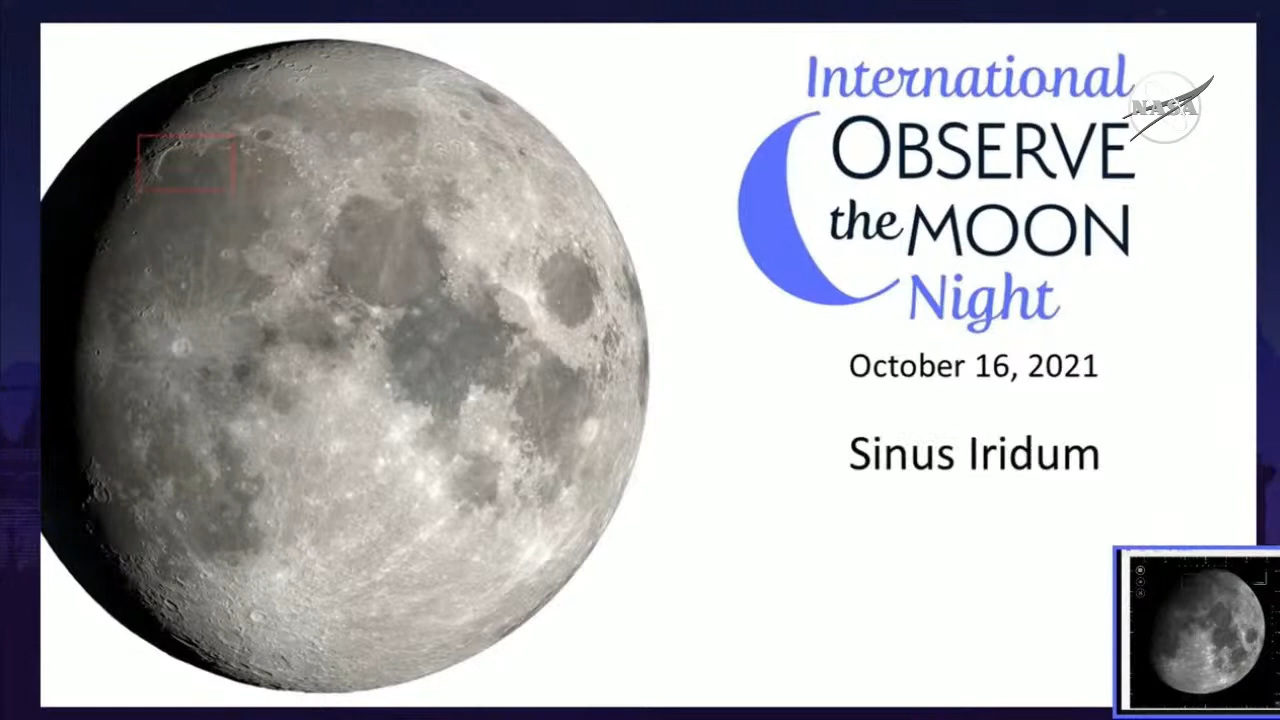 International
OBSERVE
the MOON
Night
NASA
October 16, 2021
Sinus Iridum